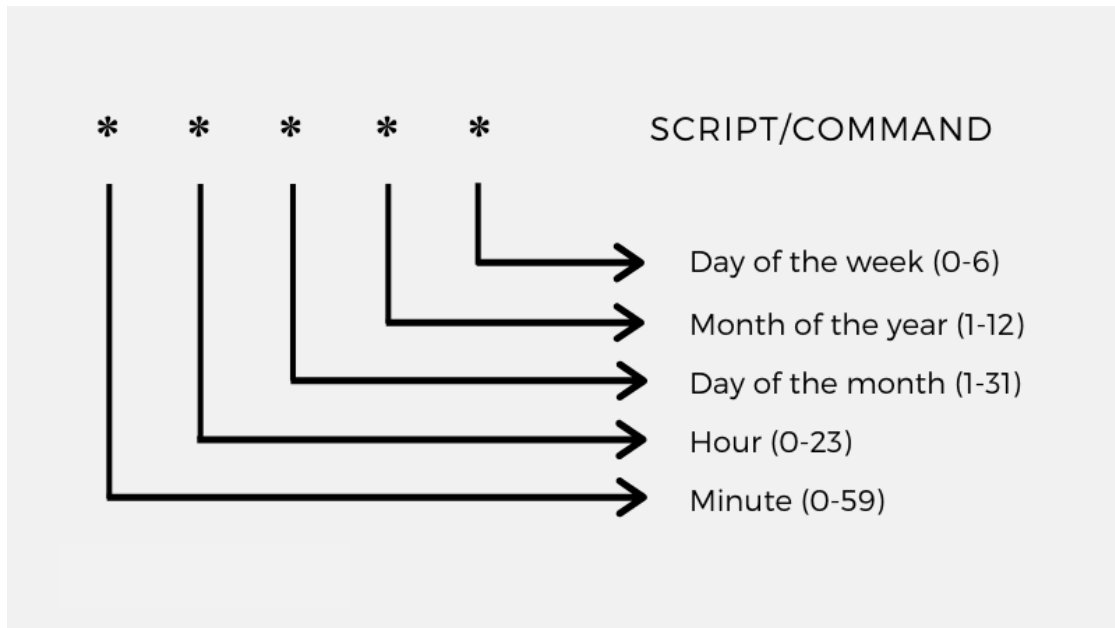 * * * * * SCRIPT/COMMAND
Day of the week (0-6)
Month of the year (1-12)
Day of the month (1-31)
Hour (0-23)
Minute (0-59)